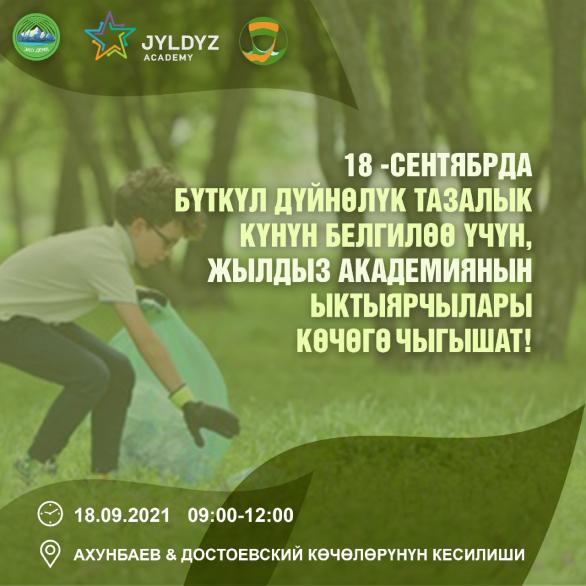 JYLDYZ
ACADEMY
18 -СЕНТЯБРДА
БҮТКҮЛ ДҮЙНӨЛҮК ТАЗАЛЫК
КҮНҮН БЕЛГИЛӨӨ ҮЧҮН,
ЖЫЛДЫЗ АКАДЕМИЯНЫН
ЫКТЫЯРЧЫЛАРЫ
КӨЧӨГӨ ЧЫГЫШАТ!
18.09.2021 09:00-12:00
АХУНБАЕВ & ДОСТОЕВСКИЙ КӨЧӨЛӨРҮНҮН КЕСИЛИШИ